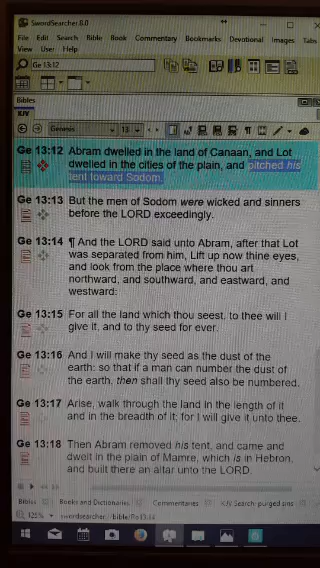 SwordSearcher 8.0
File Edit Search Bible Book Commentary Bookmarks Devotional Images Tabs
View User Help
Ge 13:12
Bibles
KJV
Genesis 13
Ge 13:12 Abram dwelled in the land of Canaan, and Lot
dwelled in the cities of the plain, and pitched his
tent toward Sodom.
Ge 13:13 But the men of Sodom were wicked and sinners
before the LORD exceedingly.
Ge 13:14 ¶ And the LORD said unto Abram, after that Lot
was separated from him, Lift up now thine eyes,
and look from the place where thou art
northward, and southward, and eastward, and
westward:
Ge 13:15 For all the land which thou seest, to thee will I
give it, and to thy seed for ever.
Ge 13:16 And I will make thy seed as the dust of the
earth: so that if a man can number the dust of
the earth, then shall thy seed also be numbered.
Ge 13:17 Arise, walk through the land in the length of it
and in the breadth of it; for I will give it unto thee.
Ge 13:18 Then Abram removed his tent, and came and
dwelt in the plain of Mamre, which is in Hebron,
and built there an altar unto the LORD.
Bibles Books and Dictionaries Commentaries KJV Search: purged
125%